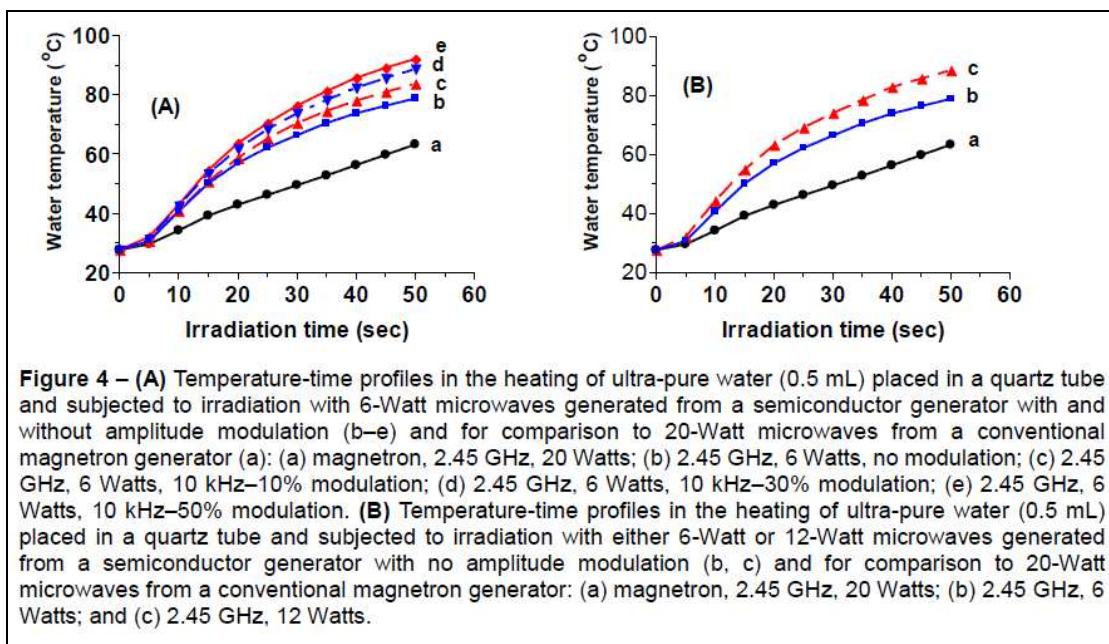 100
80
60
40
20
Water temperature ( °C)
(A)
e
d
c
b
a
0 10 20 30 40 50 60
Irradiation time (sec)
100
80
60
40
20
Water temperature ( °C)
(B)
c
b
a
0 10 20 30 40 50 60
Irradiation time (sec)
Figure 4 – (A) Temperature-time profiles in the heating of ultra-pure water (0.5 mL) placed in a quartz tube
and subjected to irradiation with 6-Watt microwaves generated from a semiconductor generator with and
without amplitude modulation (b–e) and for comparison to 20-Watt microwaves from a conventional
magnetron generator (a): (a) magnetron, 2.45 GHz, 20 Watts; (b) 2.45 GHz, 6 Watts, no modulation; (c) 2.45
GHz, 6 Watts, 10 kHz–10% modulation; (d) 2.45 GHz, 6 Watts, 10 kHz–30% modulation; (e) 2.45 GHz, 6
Watts, 10 kHz–50% modulation. (B) Temperature-time profiles in the heating of ultra-pure water (0.5 mL)
placed in a quartz tube and subjected to irradiation with either 6-Watt or 12-Watt microwaves generated
from a semiconductor generator with no amplitude modulation (b, c) and for comparison to 20-Watt
microwaves from a conventional magnetron generator: (a) magnetron, 2.45 GHz, 20 Watts; (b) 2.45 GHz, 6
Watts; and (c) 2.45 GHz, 12 Watts.